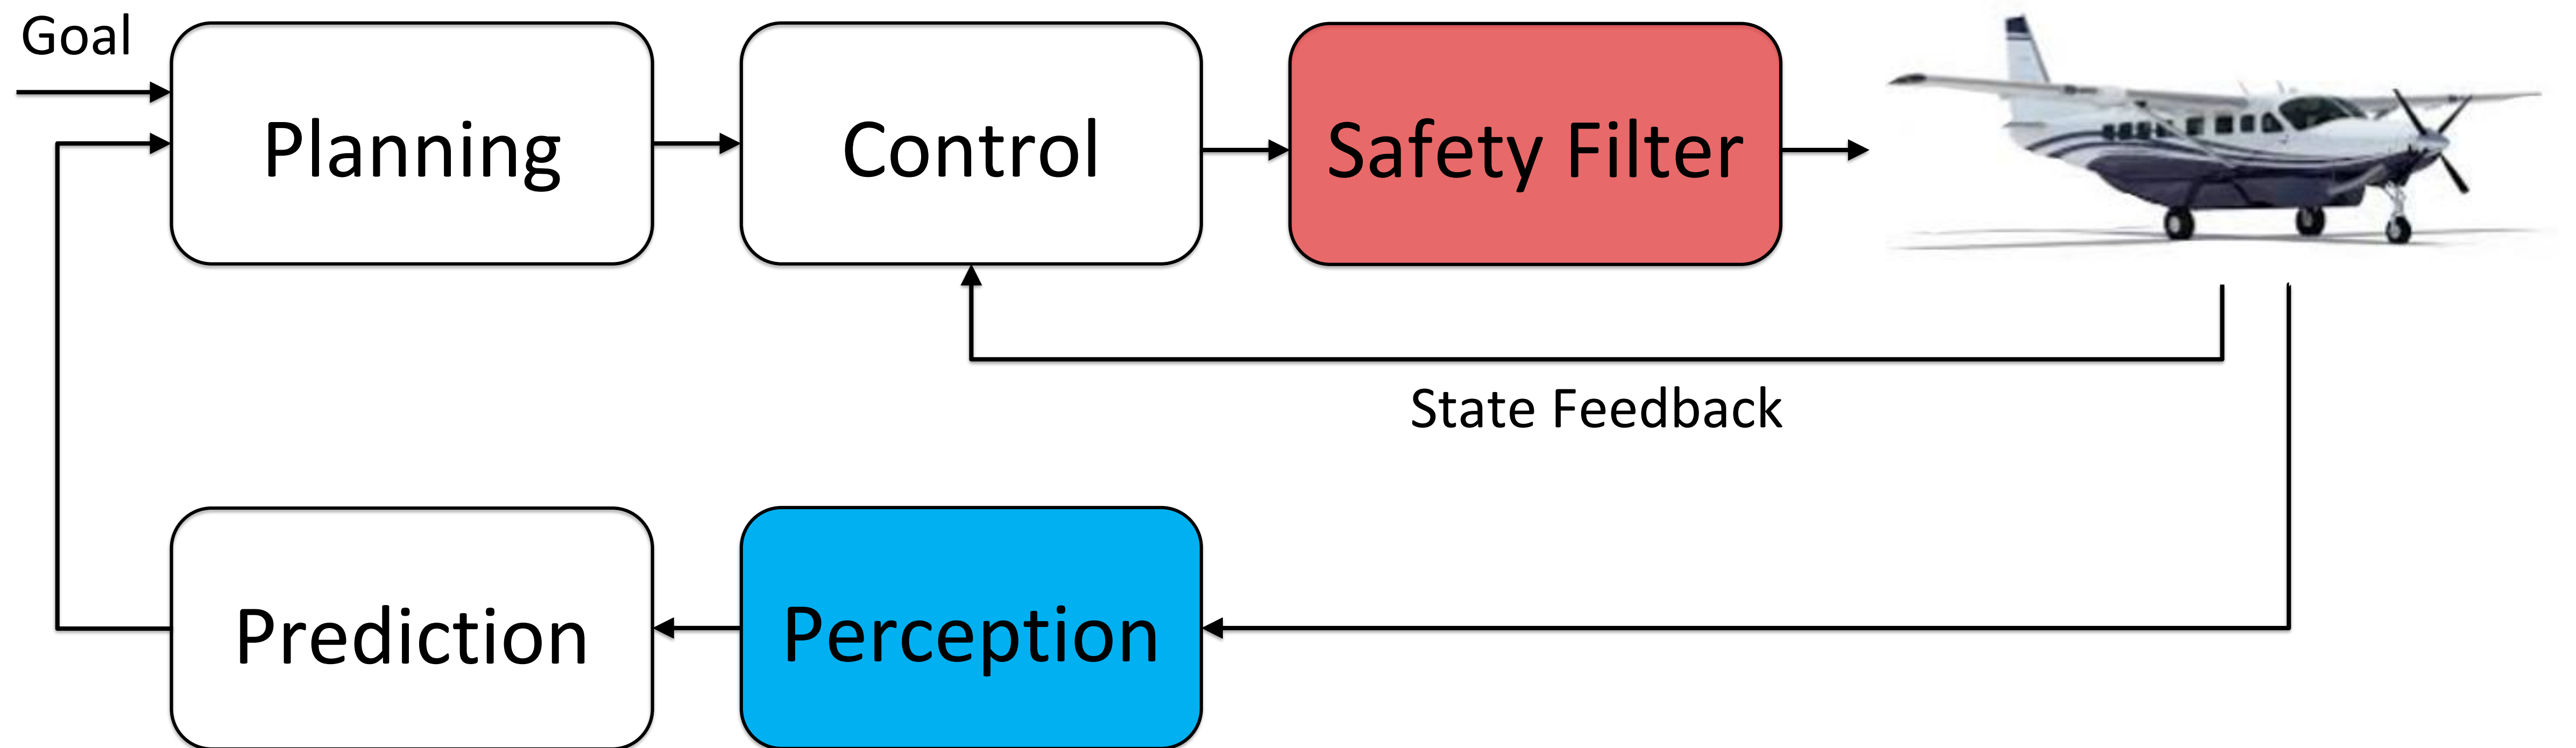 Goal
Planning
Control
Safety Filter
State Feedback
Prediction
Perception